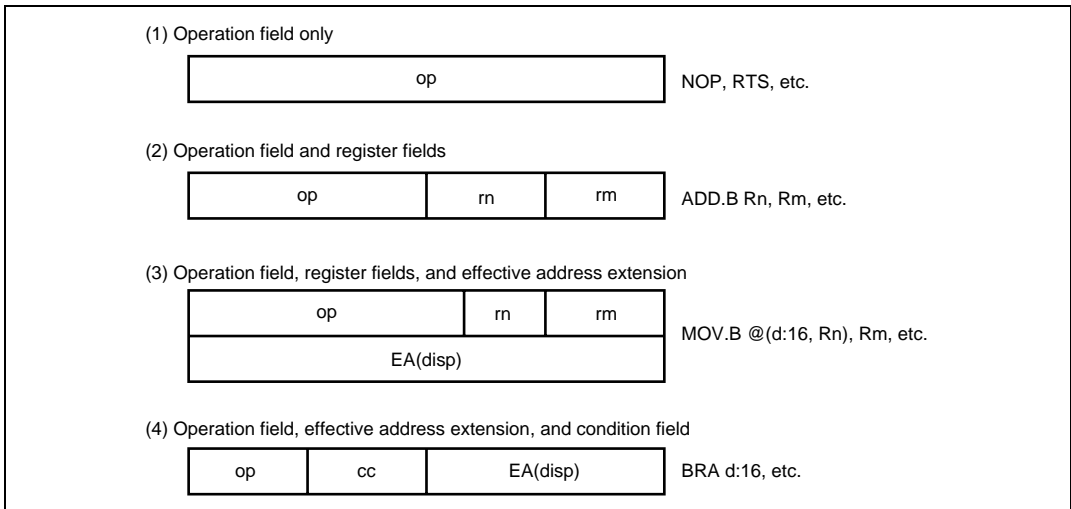 (1) Operation field only
op
NOP, RTS, etc.
(2) Operation field and register fields
op rn rm
ADD.B Rn, Rm, etc.
(3) Operation field, register fields, and effective address extension
op rn rm
EA(disp)
MOV.B @(d:16, Rn), Rm, etc.
(4) Operation field, effective address extension, and condition field
op cc EA(disp)
BRA d:16, etc.